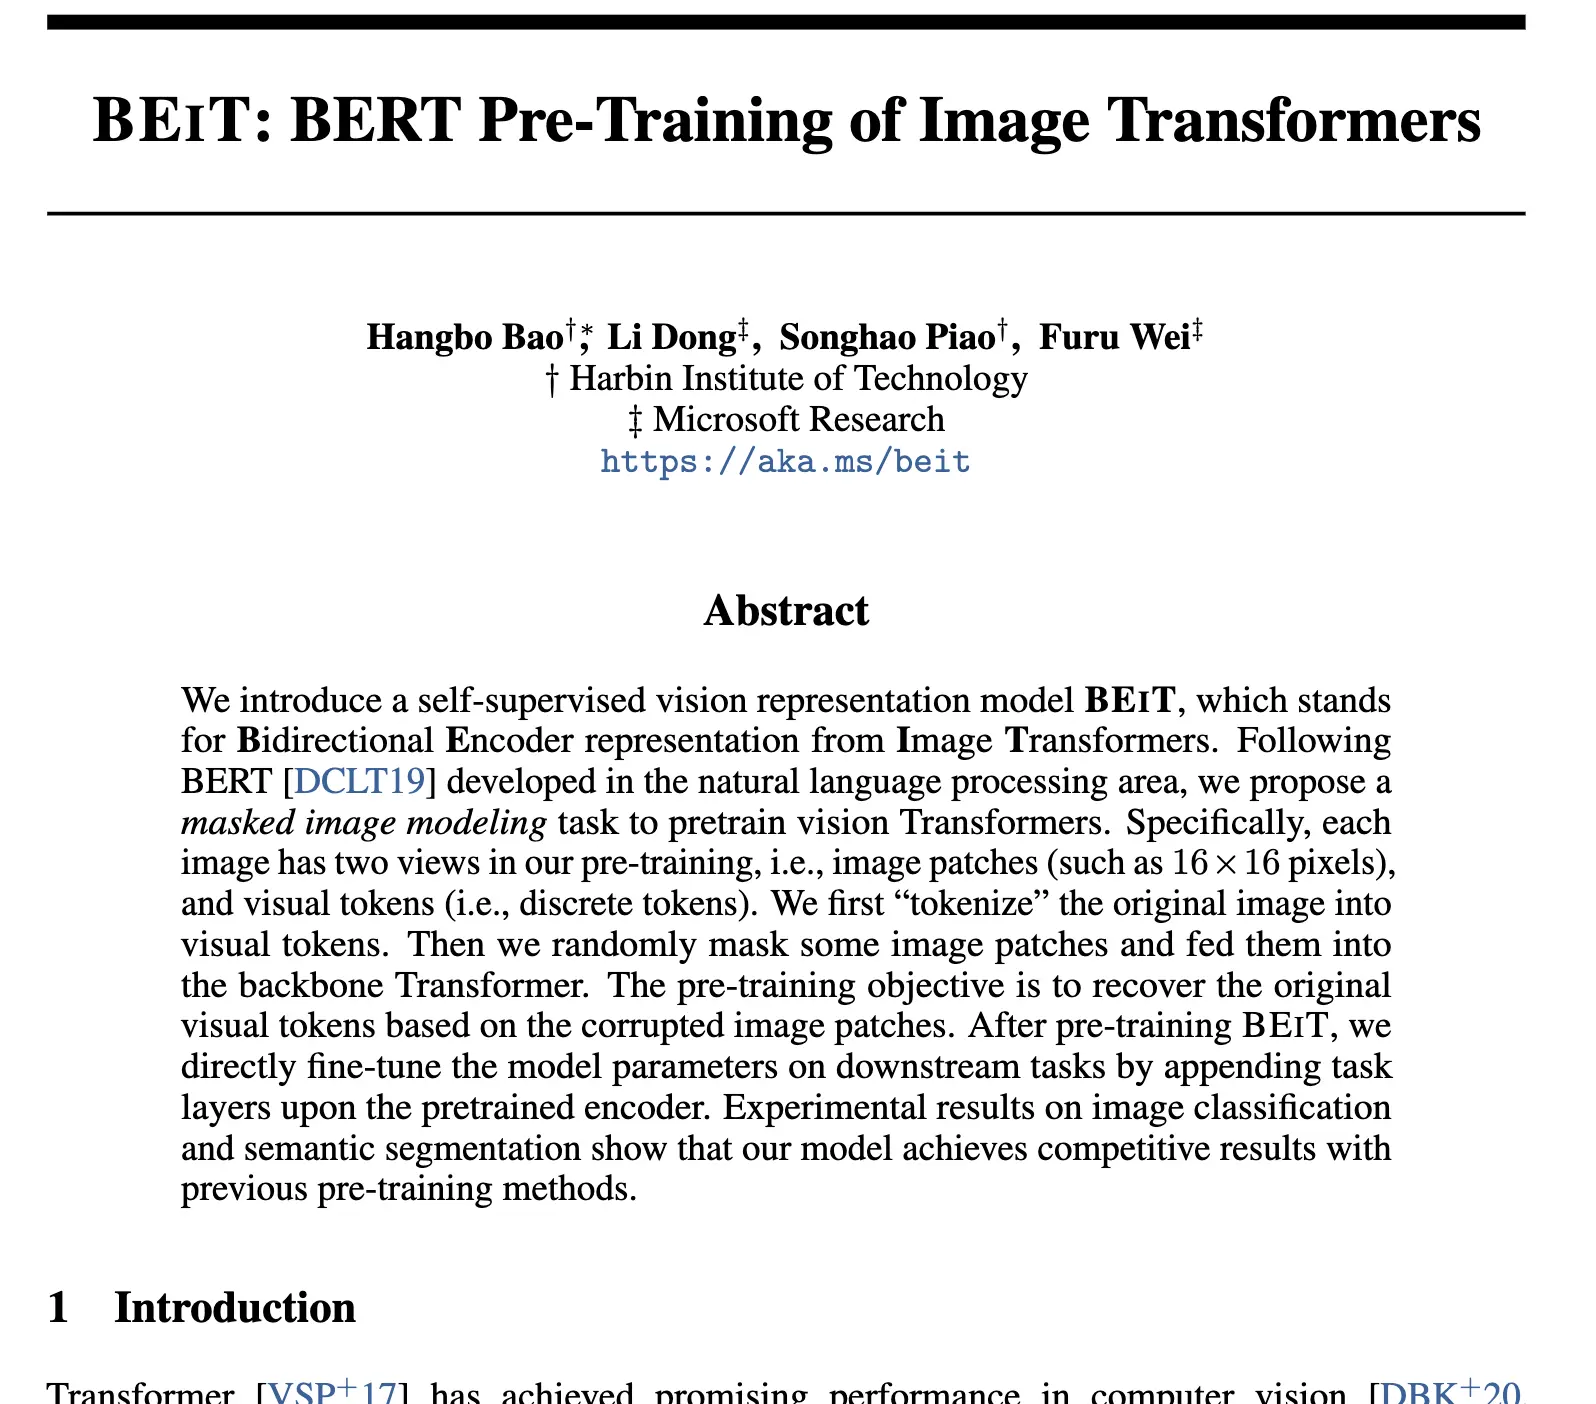 BEIT: BERT Pre-Training of Image Transformers
Hangbo Bao†∗, Li Dong‡, Songhao Piao†, Furu Wei‡
† Harbin Institute of Technology
‡ Microsoft Research
https://aka.ms/beit
Abstract
We introduce a self-supervised vision representation model BEIT, which stands
for Bidirectional Encoder representation from Image Transformers. Following
BERT [DCLT19] developed in the natural language processing area, we propose a
masked image modeling task to pretrain vision Transformers. Specifically, each
image has two views in our pre-training, i.e., image patches (such as 16×16 pixels),
and visual tokens (i.e., discrete tokens). We first “tokenize” the original image into
visual tokens. Then we randomly mask some image patches and fed them into
the backbone Transformer. The pre-training objective is to recover the original
visual tokens based on the corrupted image patches. After pre-training BEIT, we
directly fine-tune the model parameters on downstream tasks by appending task
layers upon the pretrained encoder. Experimental results on image classification
and semantic segmentation show that our model achieves competitive results with
previous pre-training methods.
1 Introduction
Transformer [VSP+17] has achieved promising performance in computer vision [DBK+20,